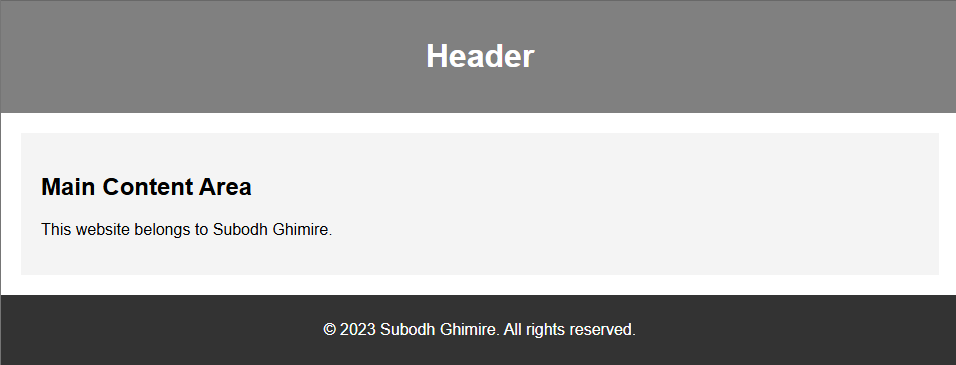 Header
Main Content Area
This website belongs to Subodh Ghimire.
© 2023 Subodh Ghimire. All rights reserved.